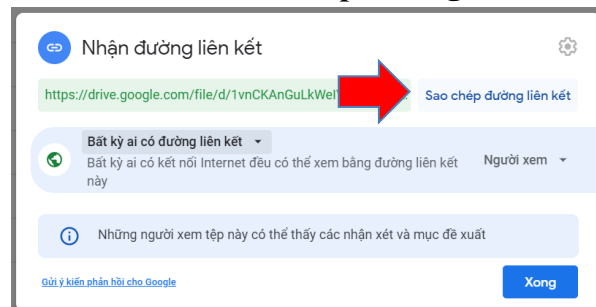 Nhận đường liên kết
https://drive.google.com/file/d/1vnCKAnGuLkWeI
Sao chép đường liên kết
Bất kỳ ai có đường liên kết
Bất kỳ ai có kết nối Internet đều có thể xem bằng đường liên kết
này
Người xem
Những người xem tệp này có thể thấy các nhận xét và mục đề xuất
Gửi ý kiến phản hồi cho Google
Xong